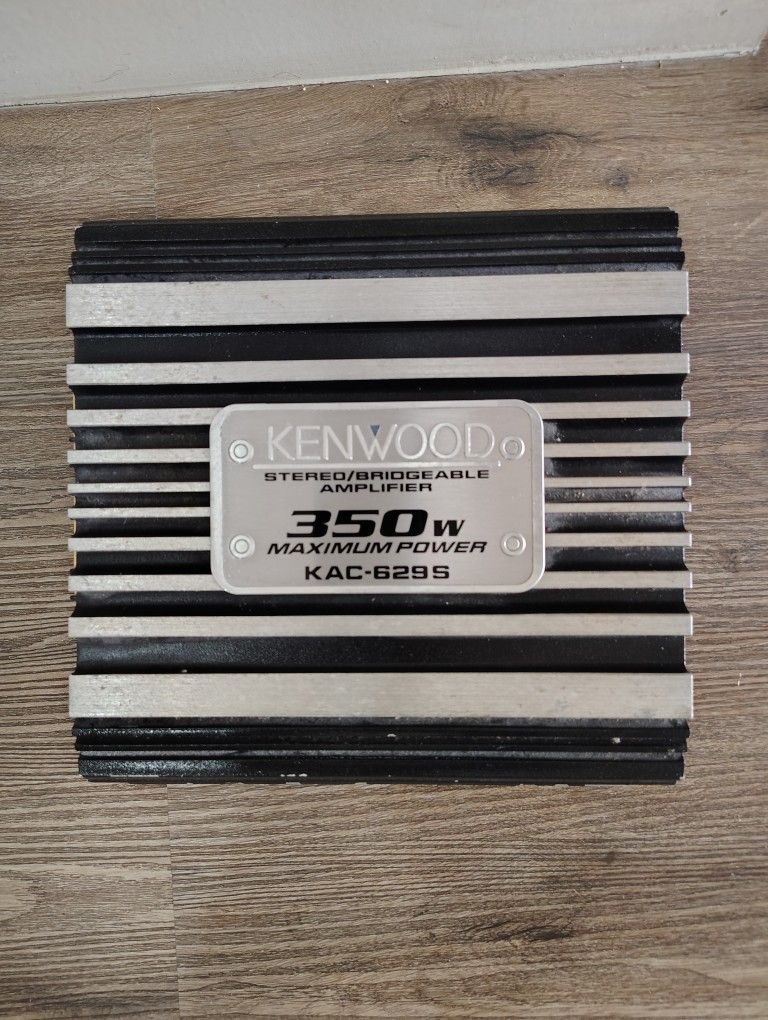 KENWOOD
STEREO/BRIDGEABLE
AMPLIFIER
350W
MAXIMUM POWER
KAC-629S